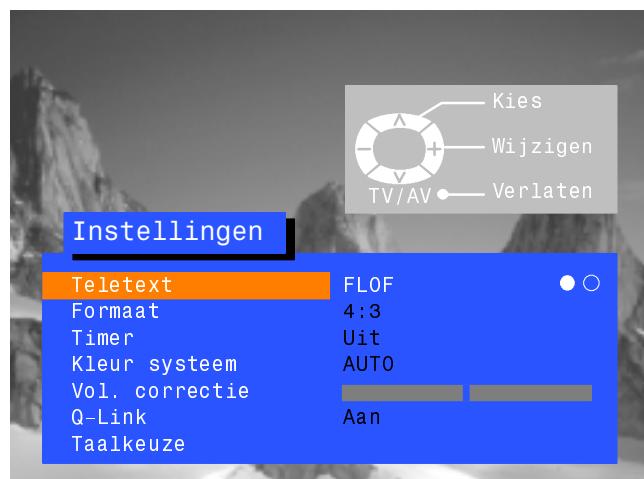 Kies
Wijzigen
TV/AV Verlaten
Instellingen
Teletext FLOF
Formaat 4:3
Timer Uit
Kleur systeem AUTO
Vol. correctie
Q-Link Aan
Taalkeuze